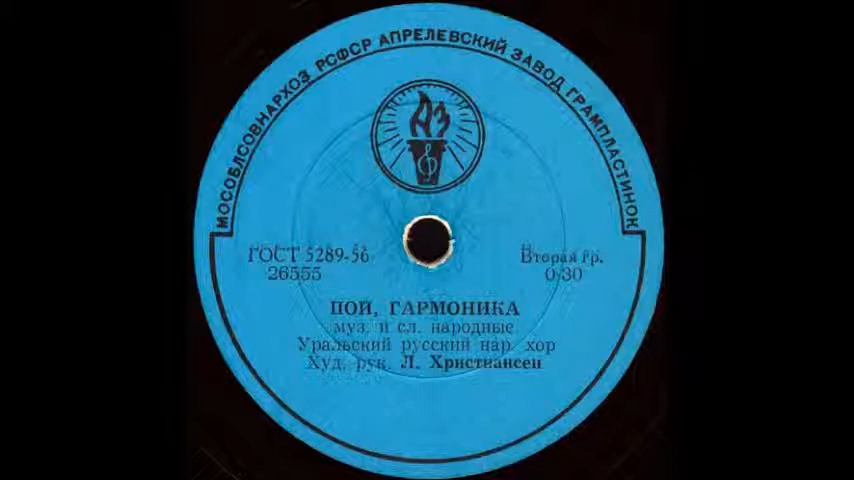 МОСОБЛСОВНАРХОЗ РСФСР АПРЕЛЕВСКИЙ ЗАВОД ГРАМПЛАСТИНОК
АЗ
ГОСТ 5289-56
26555
Вторая гр.
0-30
ПОЙ, ГАРМОНИКА
муз. и сл. народные
Уральский русский нар. хор
Худ. рук. Л. Христиансен